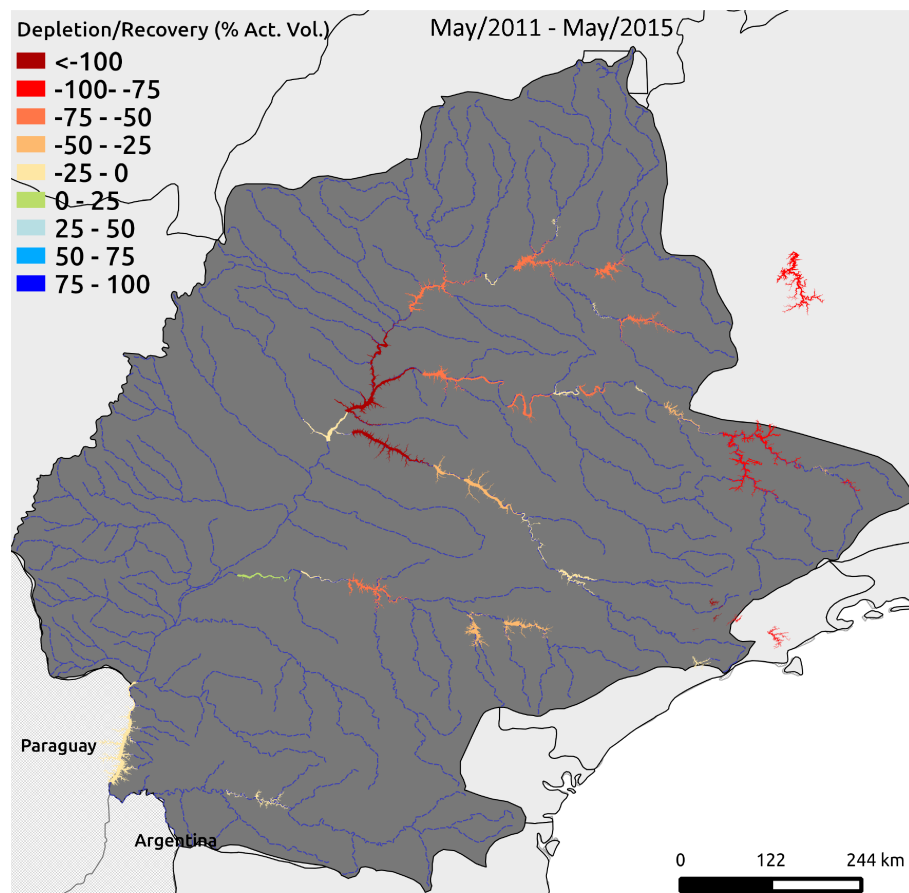 Depletion/Recovery (% Act. Vol.)
May/2011 - May/2015
<-100
-100- -75
-75 - -50
-50 - -25
-25 - 0
0 - 25
25 - 50
50 - 75
75 - 100
Paraguay
Argentina
0 122 244 km